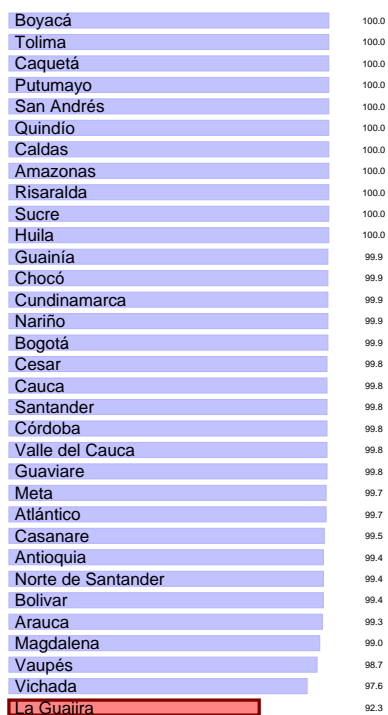 Boyacá 100.0
Tolima 100.0
Caquetá 100.0
Putumayo 100.0
San Andrés 100.0
Quindío 100.0
Caldas 100.0
Amazonas 100.0
Risaralda 100.0
Sucre 100.0
Huila 100.0
Guainía 99.9
Chocó 99.9
Cundinamarca 99.9
Nariño 99.9
Bogotá 99.9
Cesar 99.8
Cauca 99.8
Santander 99.8
Córdoba 99.8
Valle del Cauca 99.8
Guaviare 99.8
Meta 99.7
Atlántico 99.7
Casanare 99.5
Antioquia 99.4
Norte de Santander 99.4
Bolivar 99.4
Arauca 99.3
Magdalena 99.0
Vaupés 98.7
Vichada 97.6
La Guajira 92.3